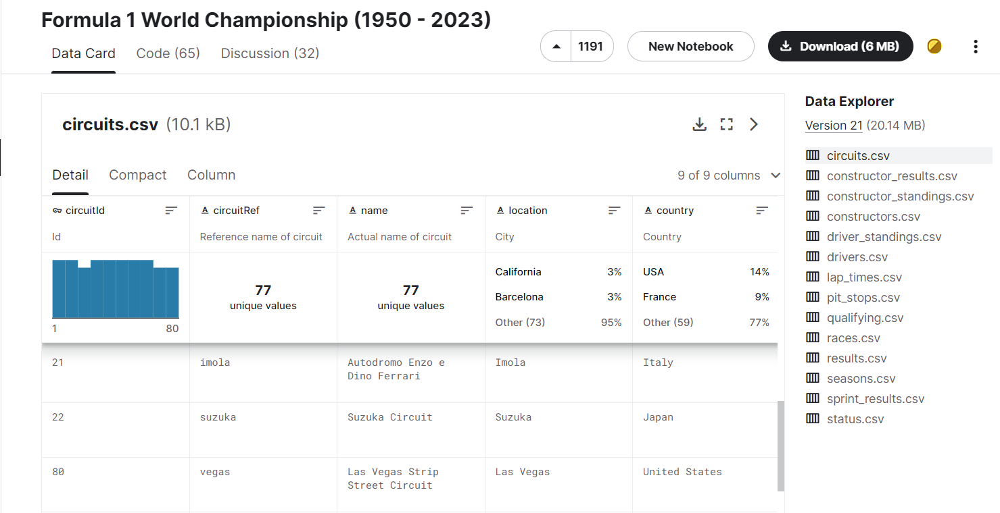 Formula 1 World Championship (1950 - 2023)
Data Card Code (65) Discussion (32)
1191 New Notebook Download (6 MB)
circuits.csv (10.1 kB)
Detail Compact Column 9 of 9 columns
circuitId circuitRef name location country
Id Reference name of circuit Actual name of circuit City Country
1 80
77
unique values
77
unique values
California 3%
Barcelona 3%
Other (73) 95%
USA 14%
France 9%
Other (59) 77%
21 imola Autodromo Enzo e Imola Italy
Dino Ferrari
22 suzuka Suzuka Circuit Suzuka Japan
80 vegas Las Vegas Strip Las Vegas United States
Street Circuit
Data Explorer
Version 21 (20.14 MB)
circuits.csv
constructor_results.csv
constructor_standings.csv
constructors.csv
driver_standings.csv
drivers.csv
lap_times.csv
pit_stops.csv
qualifying.csv
races.csv
results.csv
seasons.csv
sprint_results.csv
status.csv